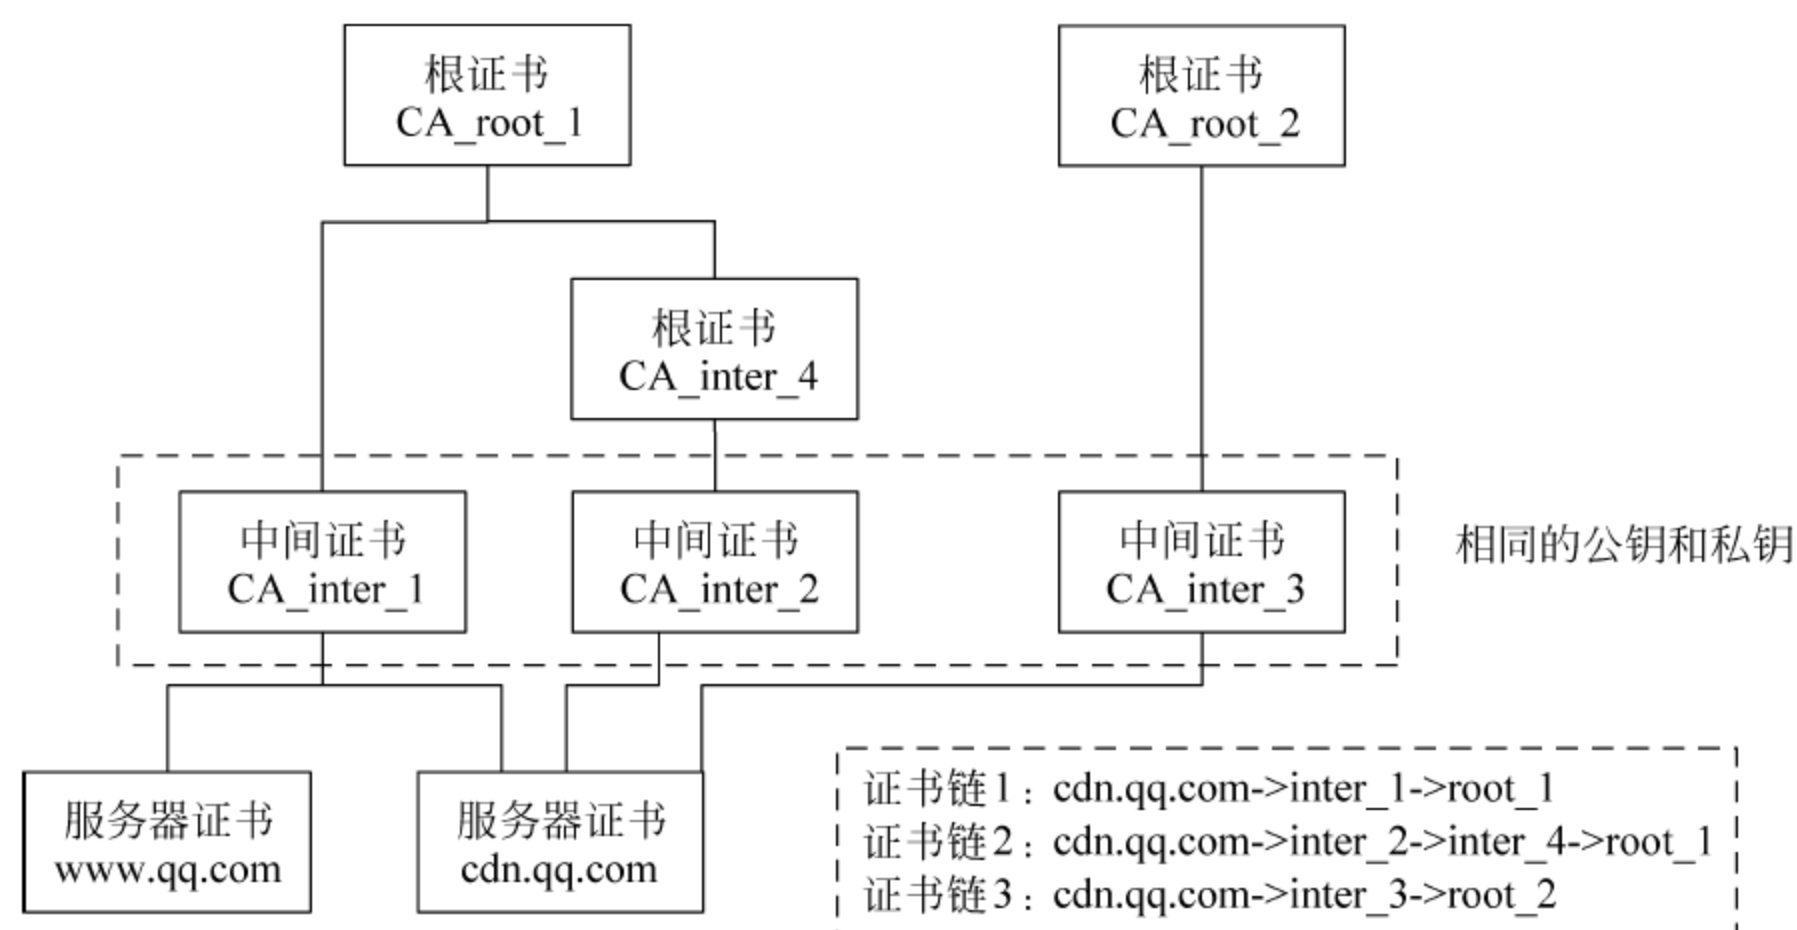 根证书
CA_root_1
根证书
CA_root_2
根证书
CA_inter_4
中间证书
CA_inter_1
中间证书
CA_inter_2
中间证书
CA_inter_3
相同的公钥和私钥
服务器证书
www.qq.com
服务器证书
cdn.qq.com
证书链1：cdn.qq.com->inter_1->root_1
证书链2：cdn.qq.com->inter_2->inter_4->root_1
证书链3：cdn.qq.com->inter_3->root_2